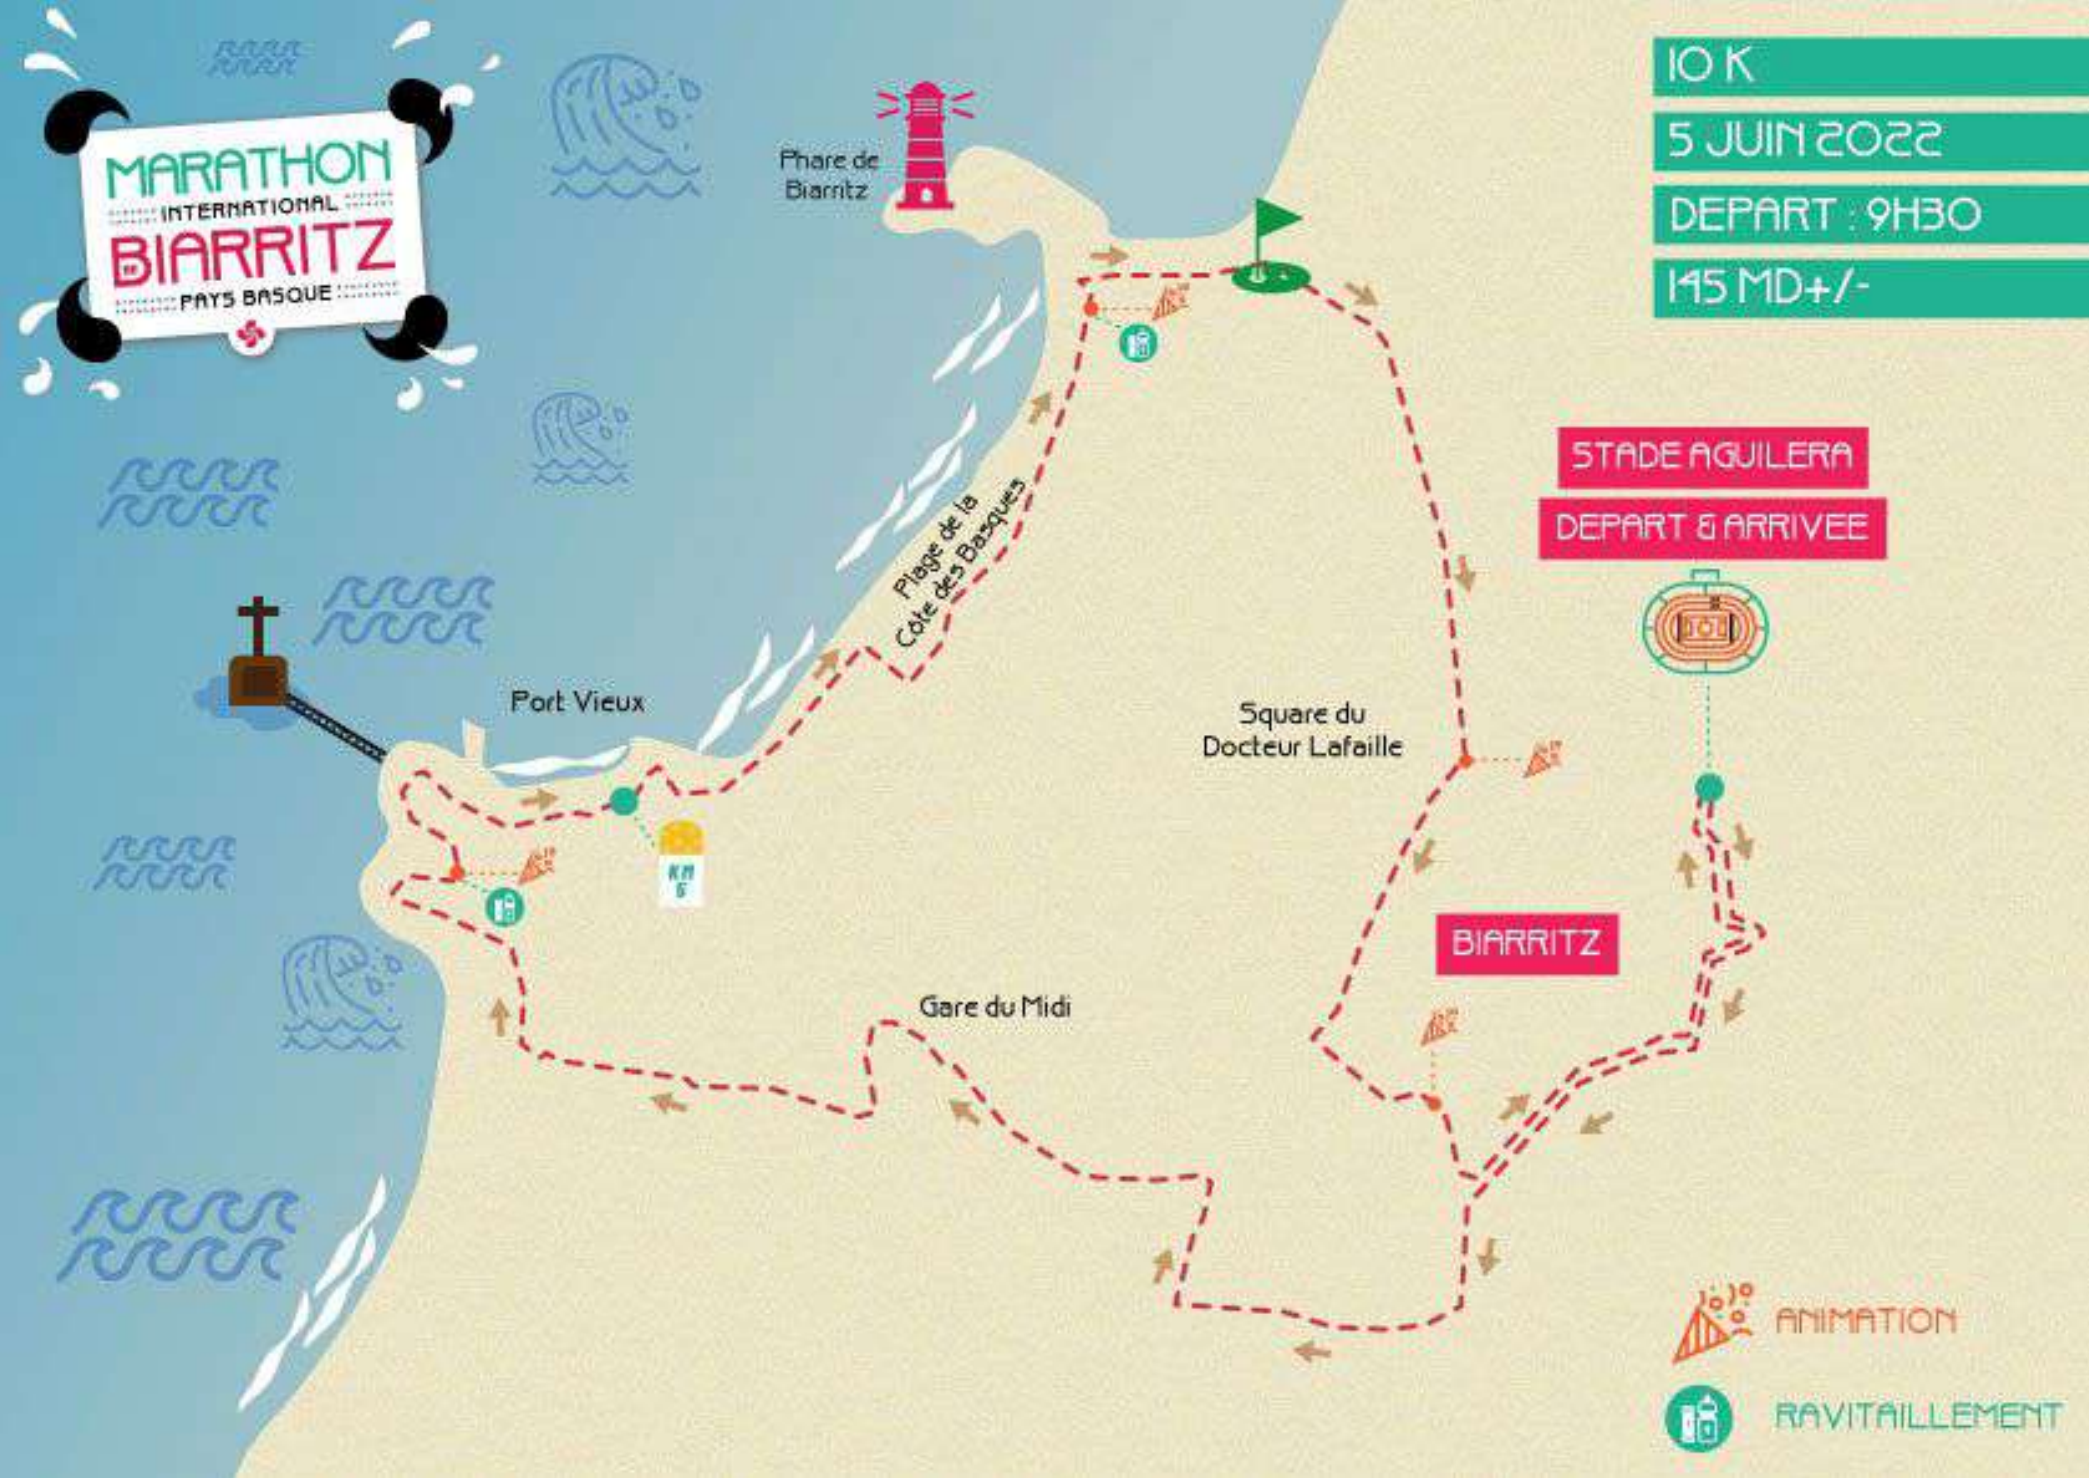 MARATHON
INTERNATIONAL
DE BIARRITZ
PAYS BASQUE
10 K
5 JUIN 2022
DEPART : 9H30
145 MD+/-
Phare de
Biarritz
STADE AGUILERA
DEPART & ARRIVEE
Plage de la
Côte des Basques
Port Vieux
Square du
Docteur Lafaille
KM
5
BIARRITZ
Gare du Midi
ANIMATION
RAVITAILLEMENT